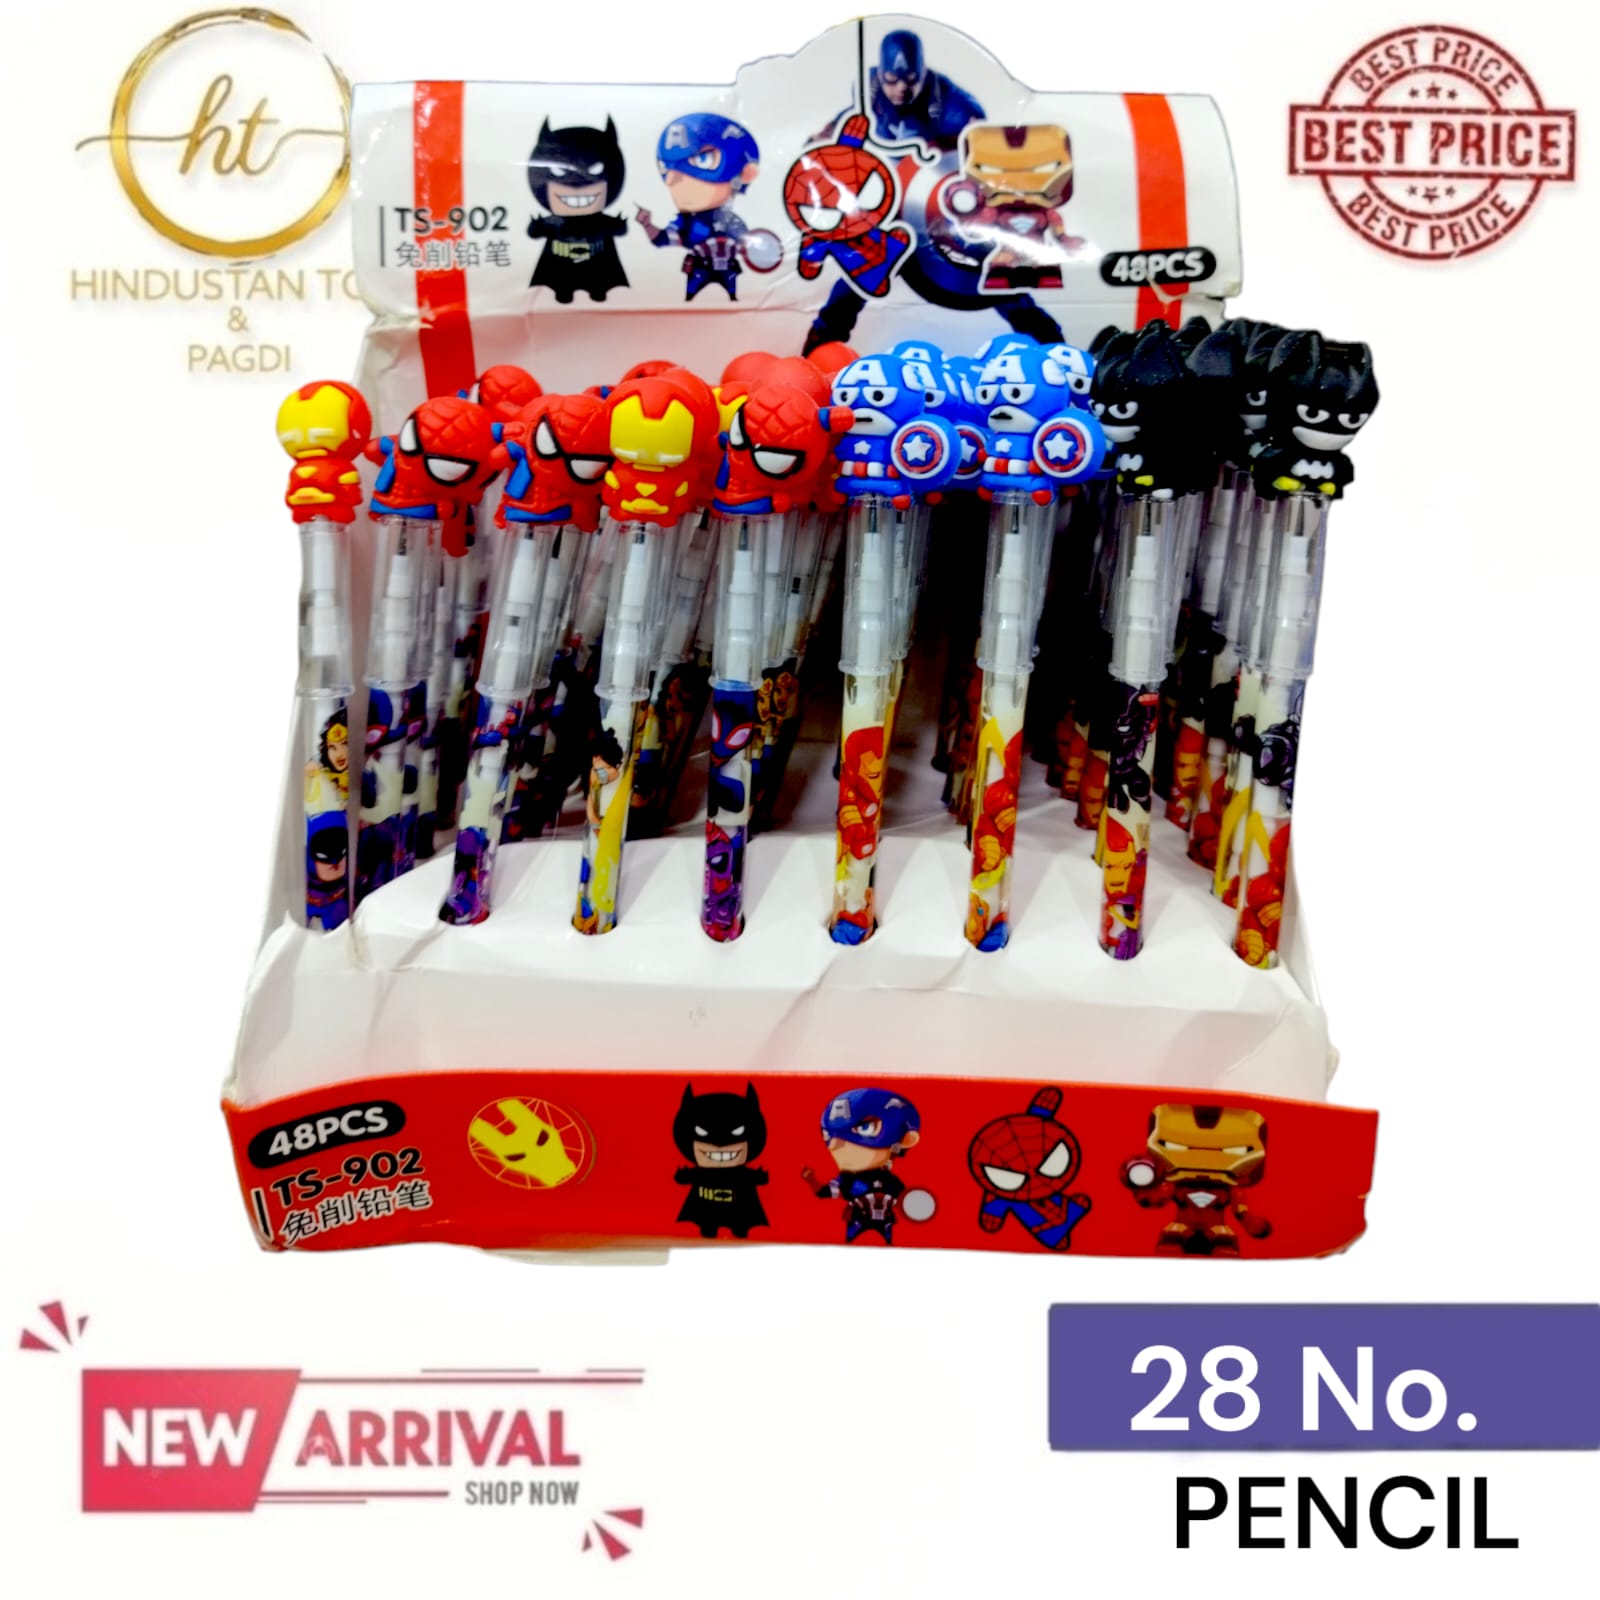 ht
HINDUSTAN TO
&
PAGDI
BEST PRICE
BEST PRICE
BEST PRICE
TS-902
免削铅笔
48PCS
48PCS
TS-902
免削铅笔
NEW ARRIVAL
SHOP NOW
28 No.
PENCIL